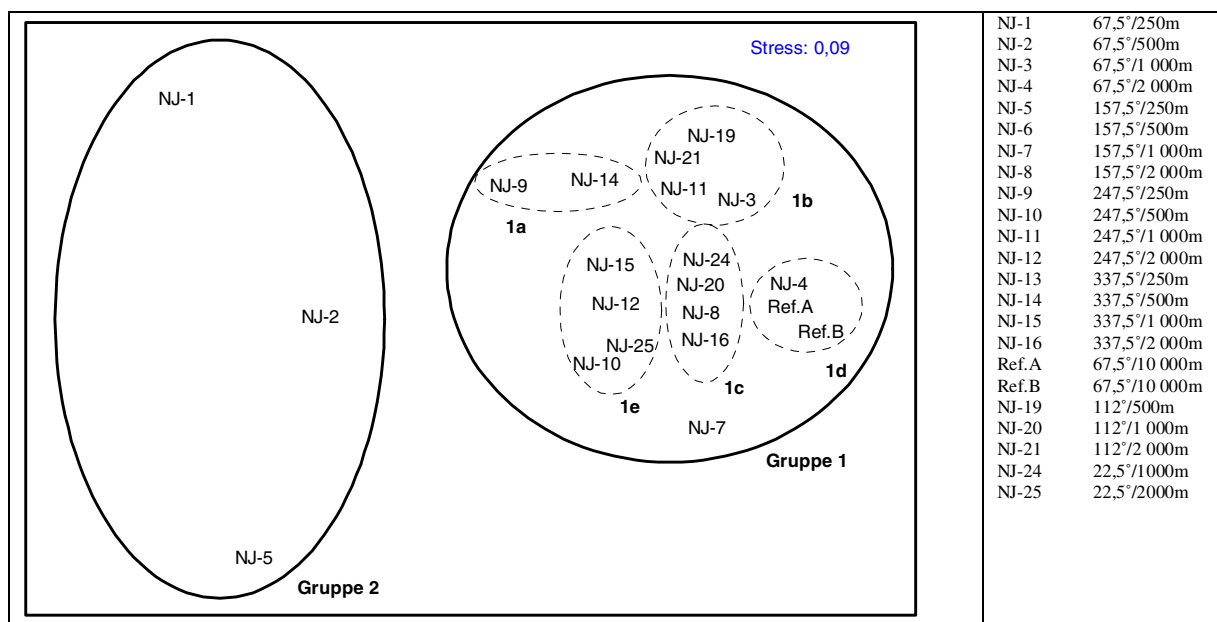 Stress: 0,09
NJ-1
NJ-19
NJ-21
NJ-14
NJ-9
NJ-11
NJ-3
1b
1a
NJ-24
NJ-15
NJ-4
NJ-20
NJ-12
Ref.A
NJ-8
NJ-2
Ref.B
NJ-16
NJ-25
NJ-10
1d
1c
1e
NJ-7
Gruppe 1
NJ-5
Gruppe 2
NJ-1 67,5˚/250m
NJ-2 67,5˚/500m
NJ-3 67,5˚/1 000m
NJ-4 67,5˚/2 000m
NJ-5 157,5˚/250m
NJ-6 157,5˚/500m
NJ-7 157,5˚/1 000m
NJ-8 157,5˚/2 000m
NJ-9 247,5˚/250m
NJ-10 247,5˚/500m
NJ-11 247,5˚/1 000m
NJ-12 247,5˚/2 000m
NJ-13 337,5˚/250m
NJ-14 337,5˚/500m
NJ-15 337,5˚/1 000m
NJ-16 337,5˚/2 000m
Ref.A 67,5˚/10 000m
Ref.B 67,5˚/10 000m
NJ-19 112˚/500m
NJ-20 112˚/1 000m
NJ-21 112˚/2 000m
NJ-24 22,5˚/1000m
NJ-25 22,5˚/2000m